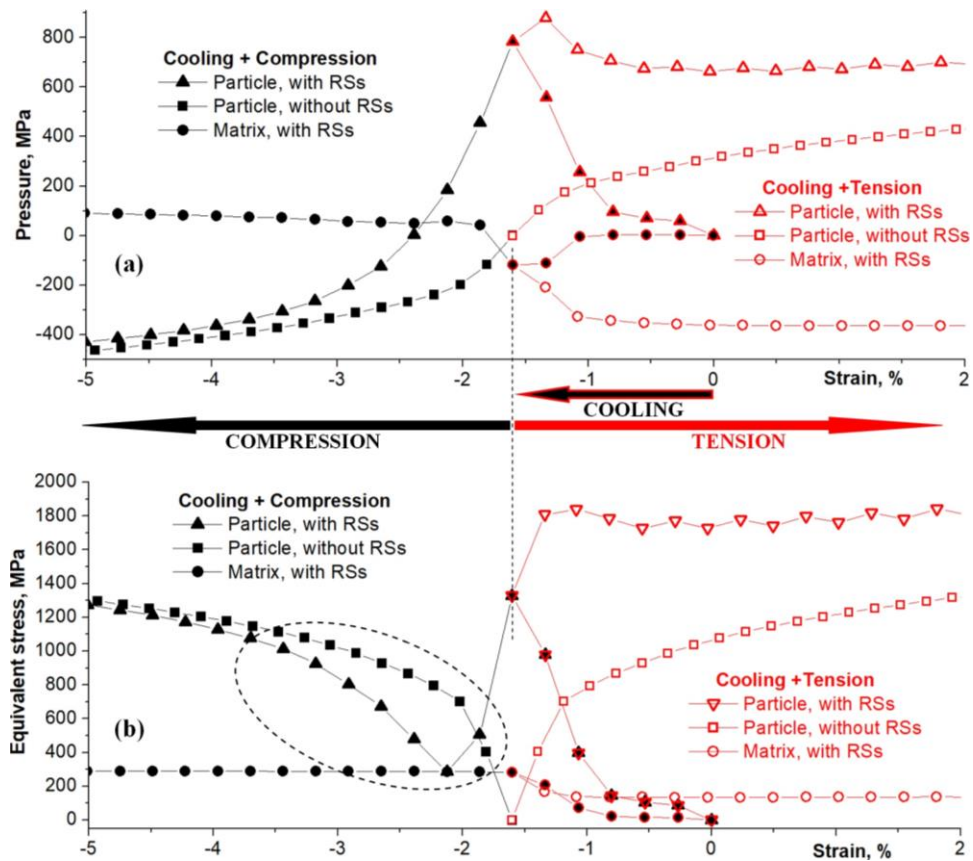 Pressure, MPa
800
600
400
200
0
-200
-400
Cooling + Compression
Particle, with RSs
Particle, without RSs
Matrix, with RSs
Cooling +Tension
Particle, with RSs
Particle, without RSs
Matrix, with RSs
(a)
-5 -4 -3 -2 -1 0 1 2
Strain, %
COOLING
COMPRESSION
TENSION
Equivalent stress, MPa
2000
1800
1600
1400
1200
1000
800
600
400
200
0
Cooling + Compression
Particle, with RSs
Particle, without RSs
Matrix, with RSs
Cooling +Tension
Particle, with RSs
Particle, without RSs
Matrix, with RSs
(b)
-5 -4 -3 -2 -1 0 1 2
Strain, %